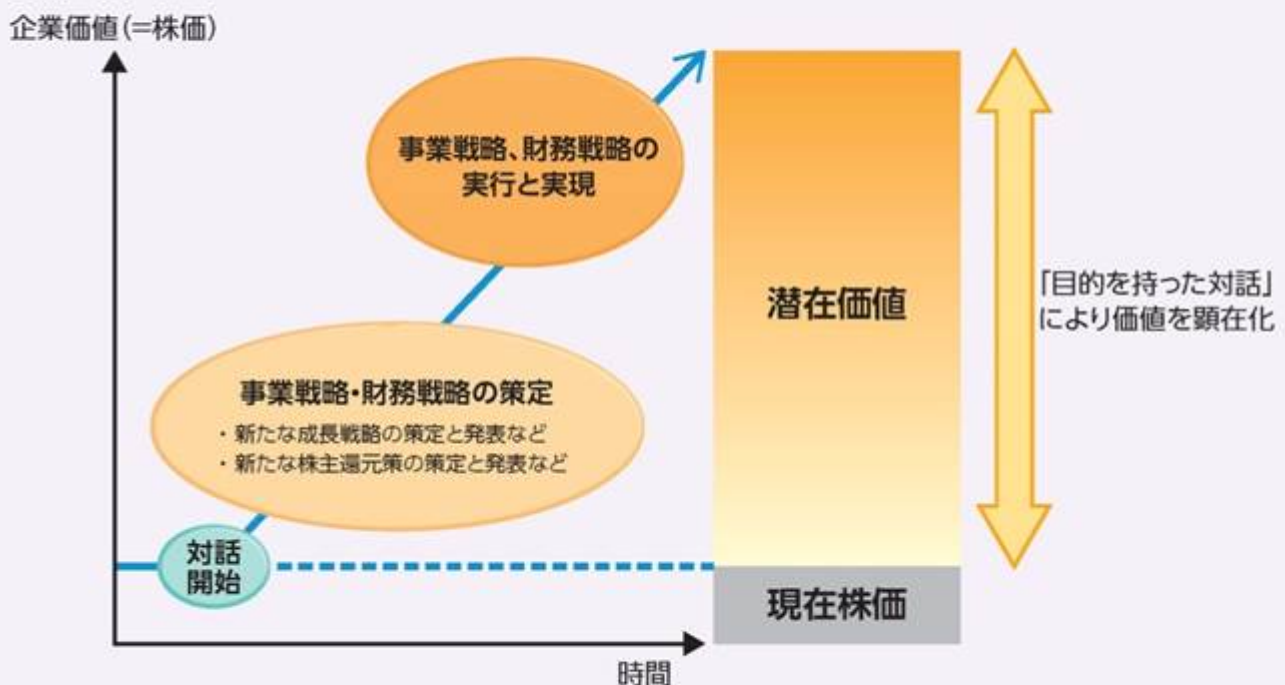 企業価値(=株価)
事業戦略、財務戦略の
実行と実現
事業戦略・財務戦略の策定
・新たな成長戦略の策定と発表など
・新たな株主還元策の策定と発表など
対話
開始
潜在価値
現在株価
「目的を持った対話」
により価値を顕在化
時間